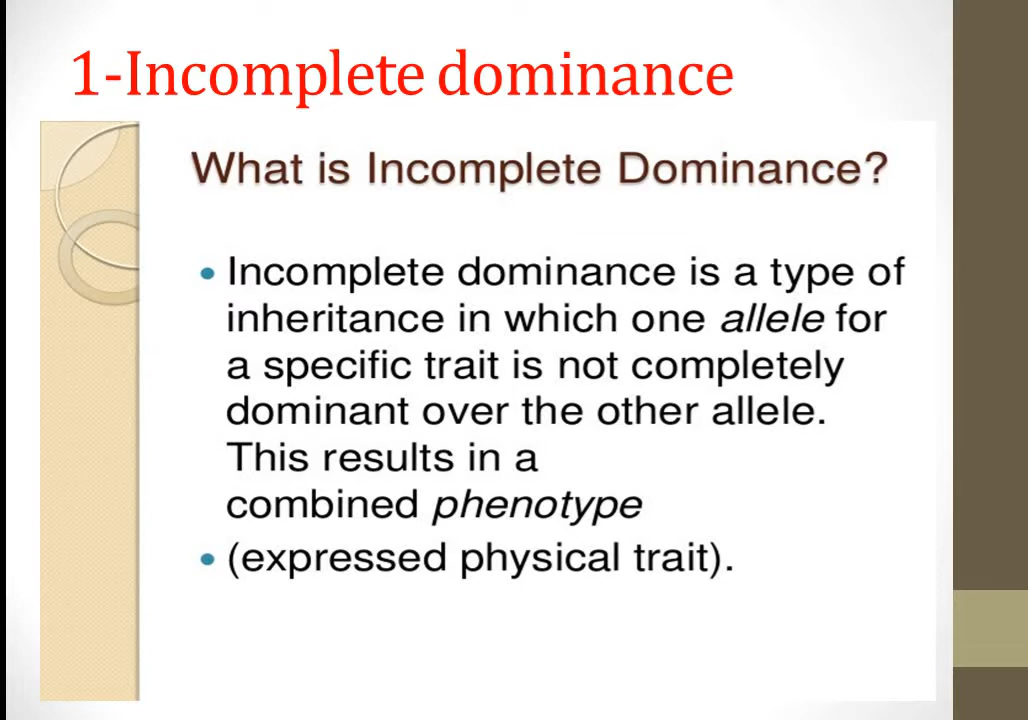 1-Incomplete dominance
What is Incomplete Dominance?
• Incomplete dominance is a type of
inheritance in which one allele for
a specific trait is not completely
dominant over the other allele.
This results in a
combined phenotype
• (expressed physical trait).